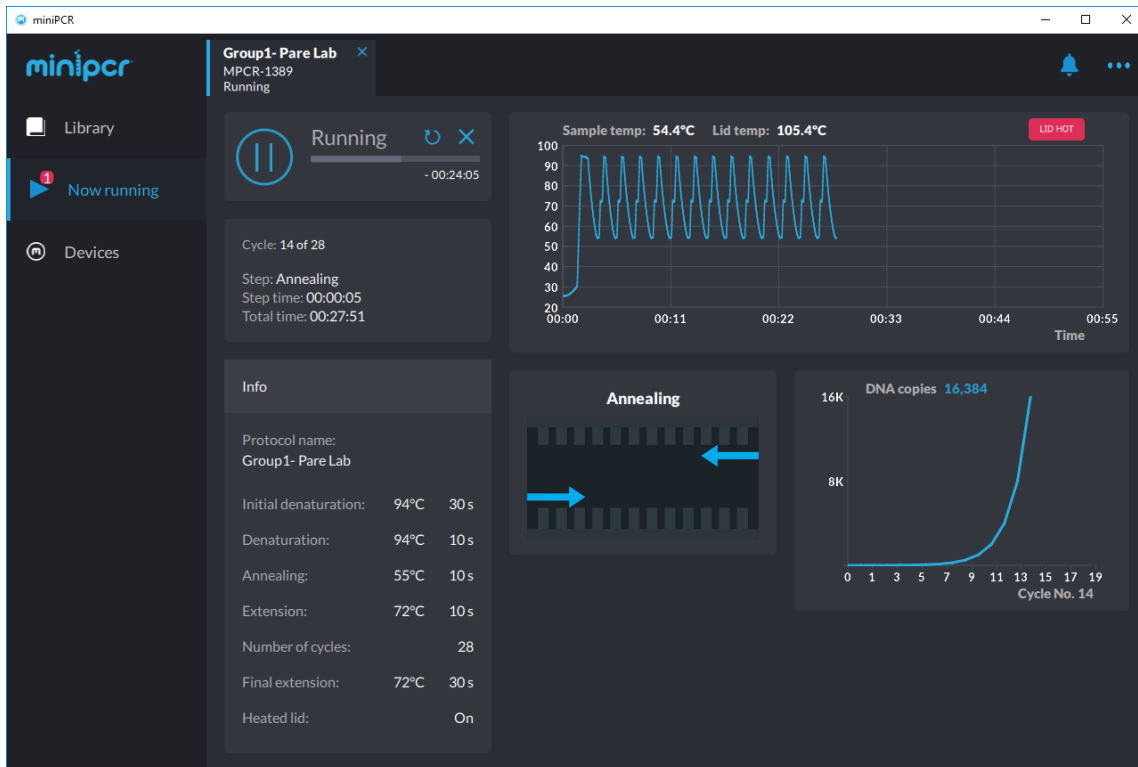 miniPCR
minipcr
Library
1
Now running
Devices
Group1- Pare Lab
MPCR-1389
Running
Running
- 00:24:05
Cycle: 14 of 28
Step: Annealing
Step time: 00:00:05
Total time: 00:27:51
Info
Protocol name:
Group1- Pare Lab
Initial denaturation: 94°C 30 s
Denaturation: 94°C 10 s
Annealing: 55°C 10 s
Extension: 72°C 10 s
Number of cycles: 28
Final extension: 72°C 30 s
Heated lid: On
Sample temp: 54.4°C Lid temp: 105.4°C
LID HOT
100
90
80
70
60
50
40
30
20
00:00 00:11 00:22 00:33 00:44 00:55
Time
Annealing
DNA copies 16,384
16K
8K
0 1 3 5 7 9 11 13 15 17 19
Cycle No. 14